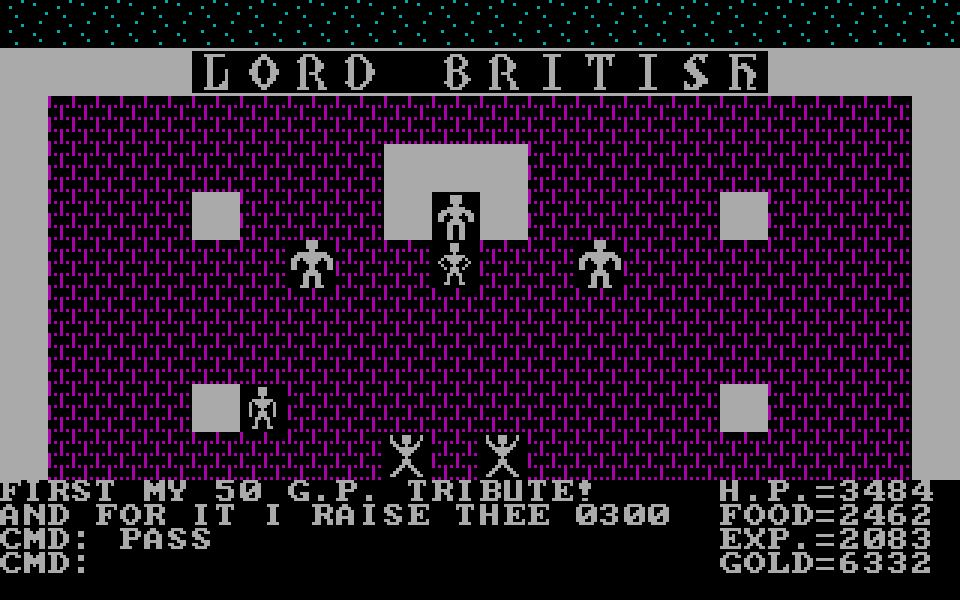 LORD BRITISH
FIRST MY 50 G.P. TRIBUTE!
AND FOR IT I RAISE THEE 0300
CMD: PASS
CMD:
H.P.=3484
FOOD=2462
EXP.=2083
GOLD=6332